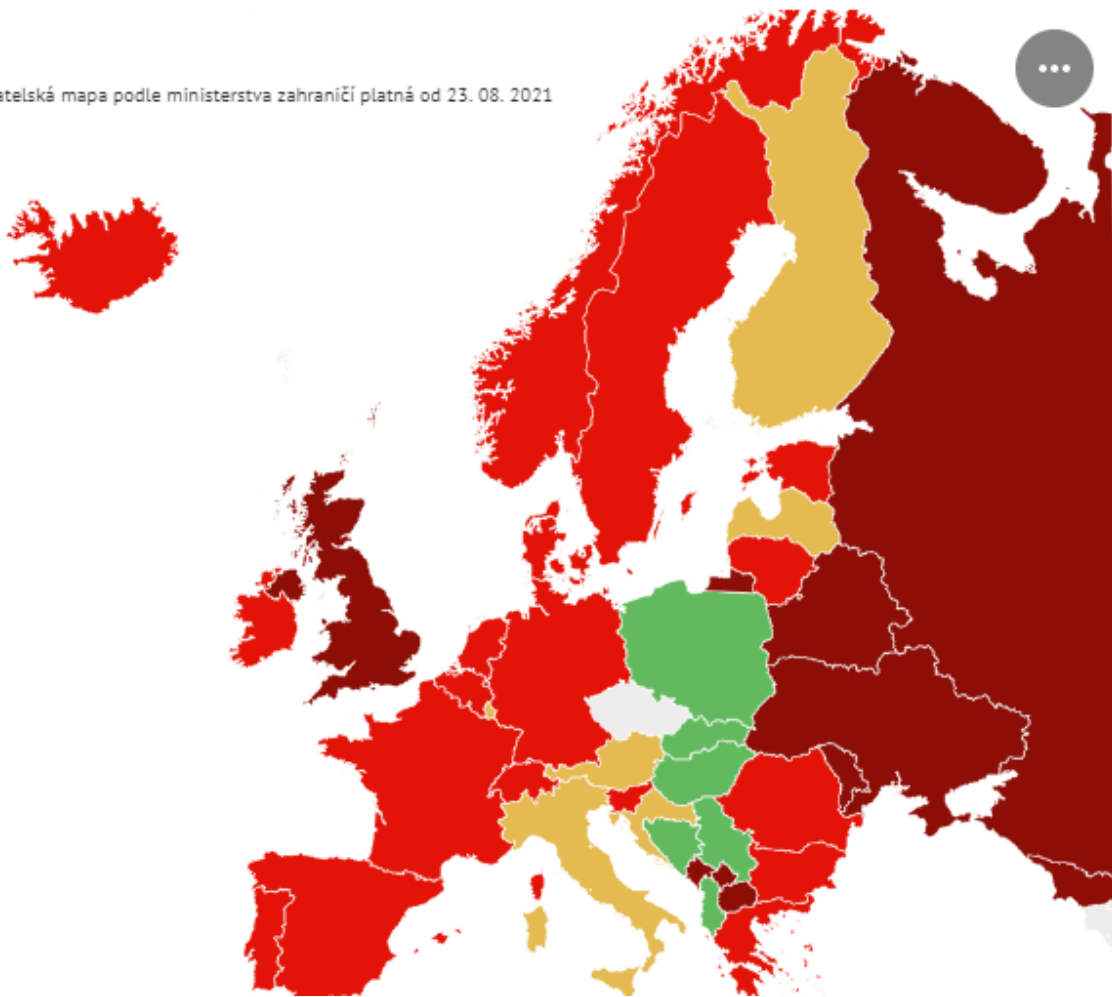 atelská mapa podle ministerstva zahraničí platná od 23. 08. 2021